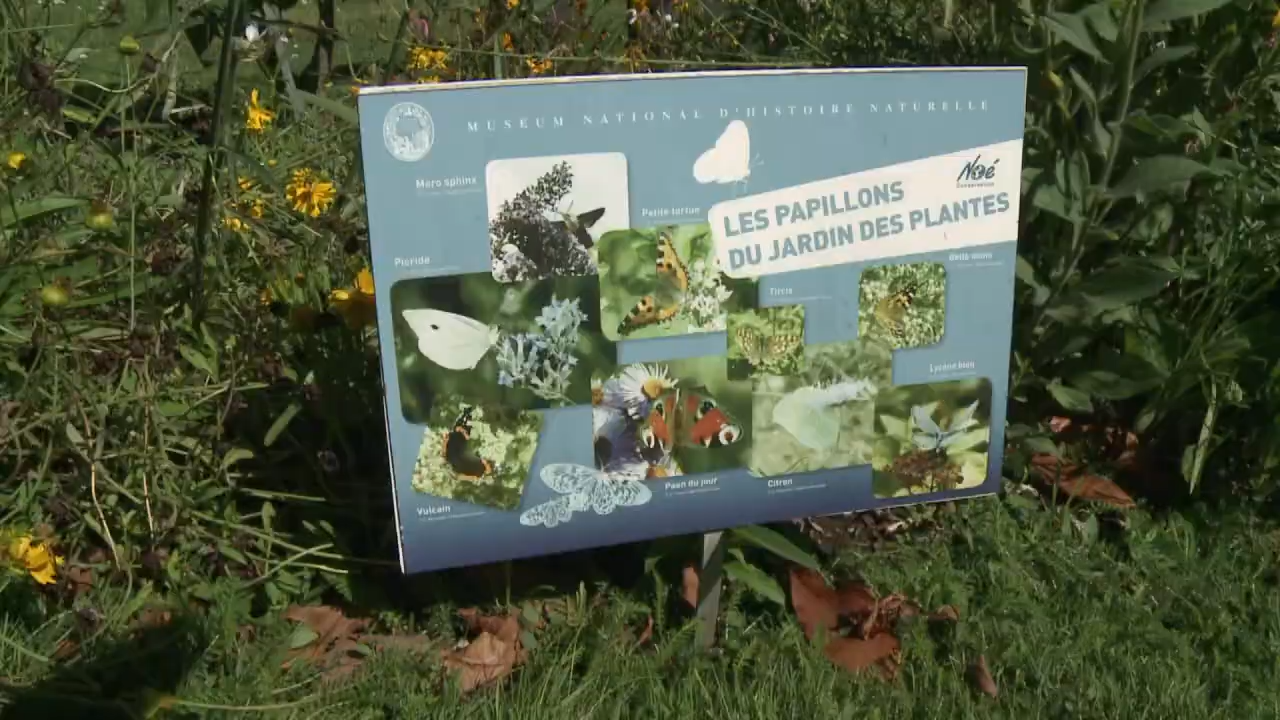 MUSEUM NATIONAL D'HISTOIRE NATURELLE
Noé
Conservation
LES PAPILLONS
DU JARDIN DES PLANTES
Moro sphinx
Petite tortue
Piéride
Tircis
Belle dame
Lycène bleu
Vulcain
Paon du jour
Citron